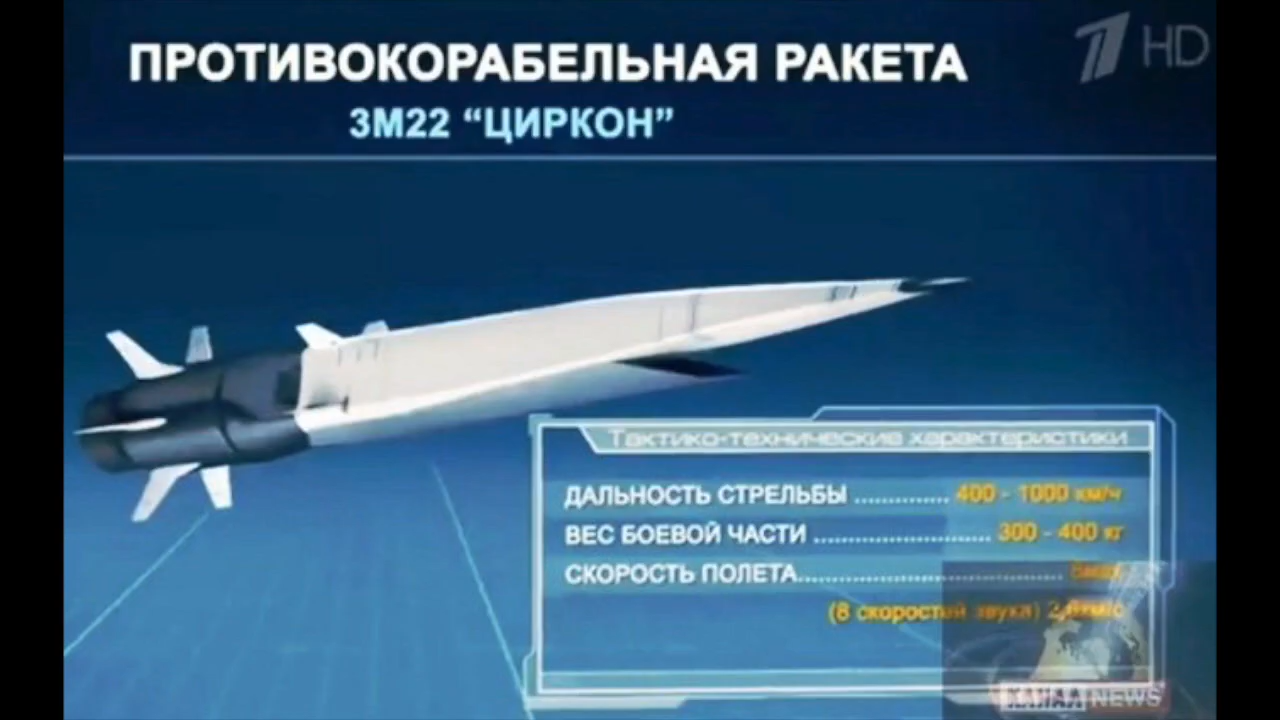 HD
ПРОТИВОКОРАБЕЛЬНАЯ РАКЕТА
3М22 “ЦИРКОН”
Тактико-технические характеристики
ДАЛЬНОСТЬ СТРЕЛЬБЫ .......... 400 - 1000 км/ч
ВЕС БОЕВОЙ ЧАСТИ .................... 300 - 400 кг
СКОРОСТЬ ПОЛЕТА.............................
(8 скоростей звука)
NEWS